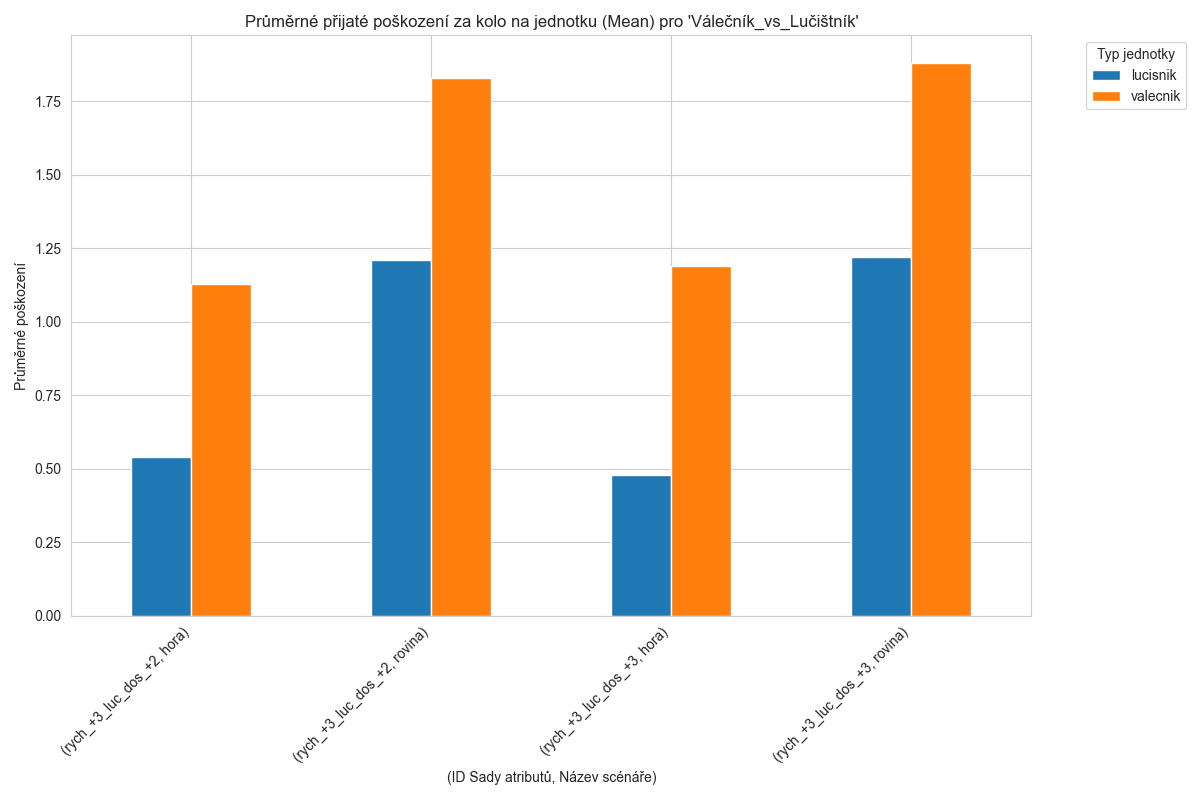 Průměrné přijaté poškození za kolo na jednotku (Mean) pro 'Válečník_vs_Lučištník'
Typ jednotky
lucisnik
valecnik
Průměrné poškození
1.75
1.50
1.25
1.00
0.75
0.50
0.25
0.00
(rych_+3_luc_dos_+2, hora)
(rych_+3_luc_dos_+2, rovina)
(rych_+3_luc_dos_+3, hora)
(rych_+3_luc_dos_+3, rovina)
(ID Sady atributů, Název scénáře)